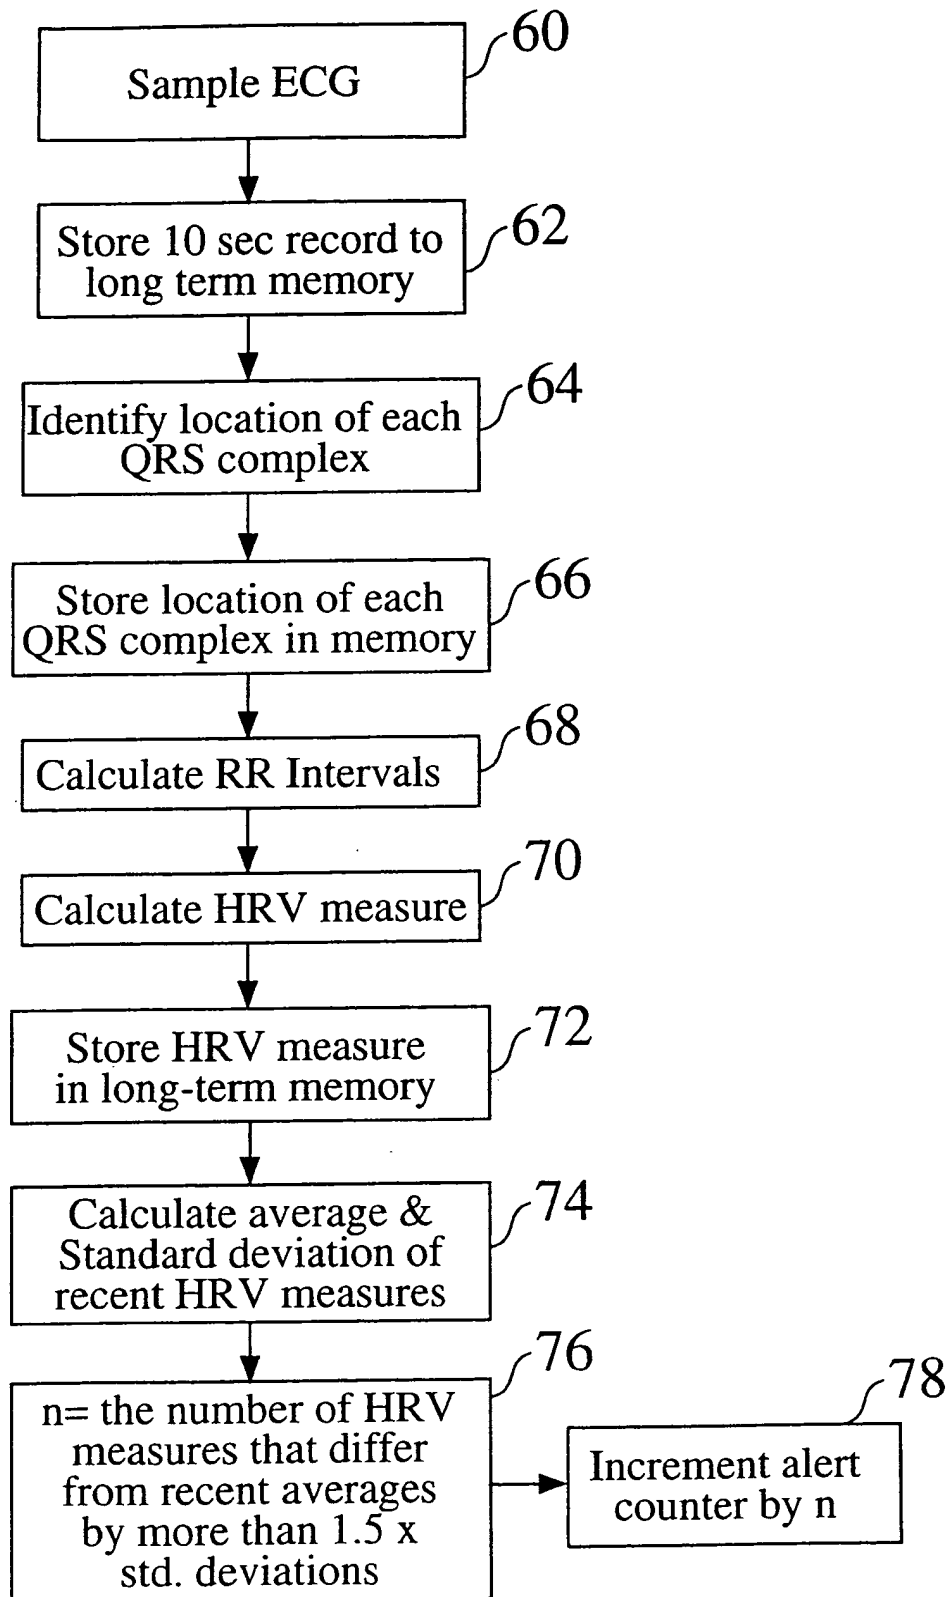 60
Sample ECG
62
Store 10 sec record to
long term memory
64
Identify location of each
QRS complex
66
Store location of each
QRS complex in memory
68
Calculate RR Intervals
70
Calculate HRV measure
72
Store HRV measure
in long-term memory
74
Calculate average &
Standard deviation of
recent HRV measures
76
n= the number of HRV
measures that differ
from recent averages
by more than 1.5 x
std. deviations
78
Increment alert
counter by n